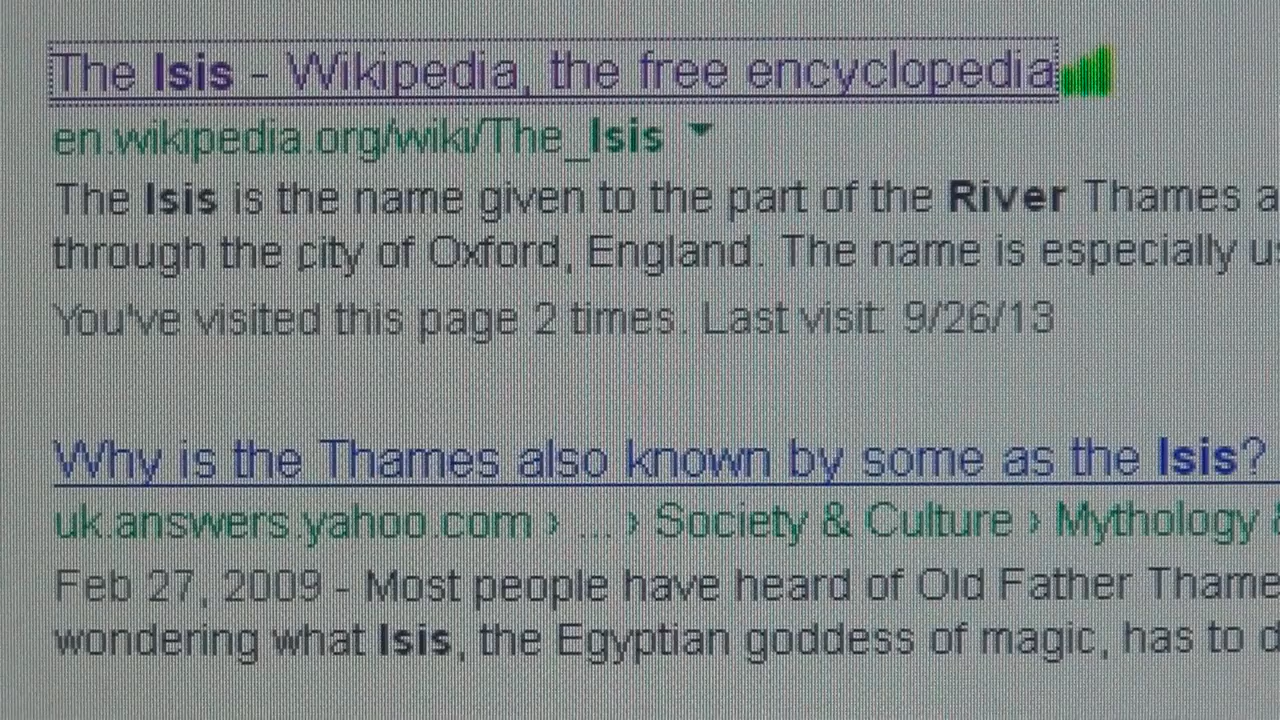 The Isis - Wikipedia, the free encyclopedia
en.wikipedia.org/wiki/The_Isis
The Isis is the name given to the part of the River Thames a
through the city of Oxford, England. The name is especially us
You've visited this page 2 times. Last visit: 9/26/13
Why is the Thames also known by some as the Isis?
uk.answers.yahoo.com › ... › Society & Culture › Mythology &
Feb 27, 2009 - Most people have heard of Old Father Thame
wondering what Isis, the Egyptian goddess of magic, has to d